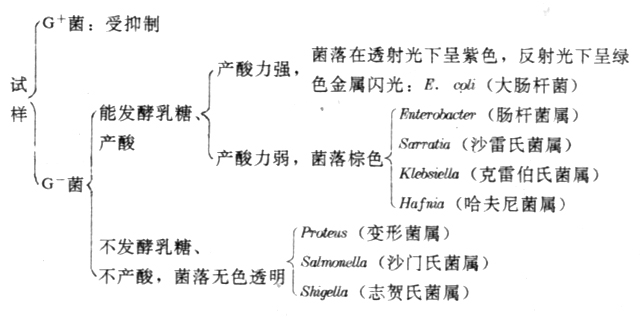 试样
G⁺菌：受抑制
G⁻菌
能发酵乳糖、
产酸
产酸力强，
菌落在透射光下呈紫色，反射光下呈绿
色金属闪光：E. coli（大肠杆菌）
产酸力弱，菌落棕色
Enterobacter（肠杆菌属）
Sarratia（沙雷氏菌属）
Klebsiella（克雷伯氏菌属）
Hafnia（哈夫尼菌属）
不发酵乳糖、
不产酸，菌落无色透明
Proteus（变形菌属）
Salmonella（沙门氏菌属）
Shigella（志贺氏菌属）